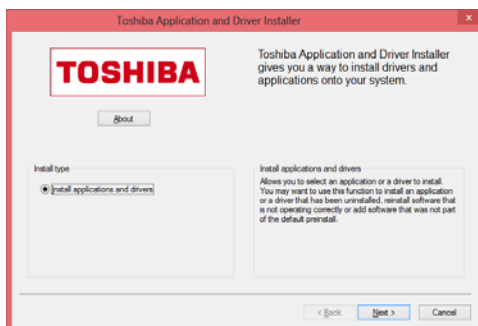 Toshiba Application and Driver Installer
x
TOSHIBA
Toshiba Application and Driver Installer
gives you a way to install drivers and
applications onto your system.
About
Install type
Install applications and drivers
Install applications and drivers
Allows you to select an application or a driver to install.
You may want to use this function to install an application
or a driver that has been uninstalled, reinstall software that
is not operating correctly or add software that was not part
of the default preinstall.
< Back
Next >
Cancel